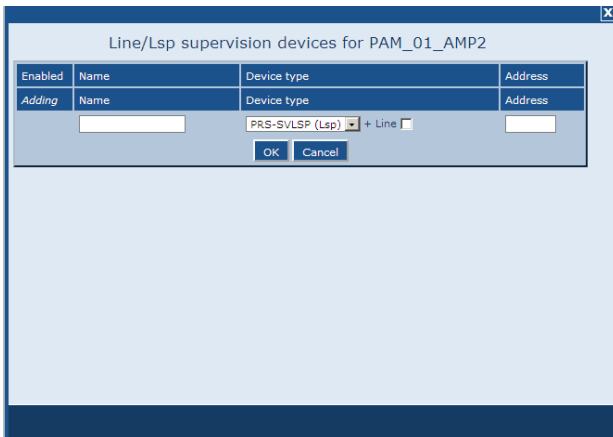 X
Line/Lsp supervision devices for PAM_01_AMP2
Enabled Name Device type Address
Adding Name Device type Address
PRS-SVLSP (Lsp) + Line
OK Cancel